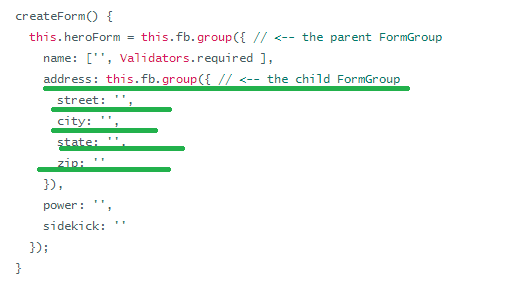 createForm() {
this.heroForm = this.fb.group({ // <-- the parent FormGroup
name: ['', Validators.required ],
address: this.fb.group({ // <-- the child FormGroup
street: '',
city: '',
state: '',
zip: ''
}),
power: '',
sidekick: ''
});
}